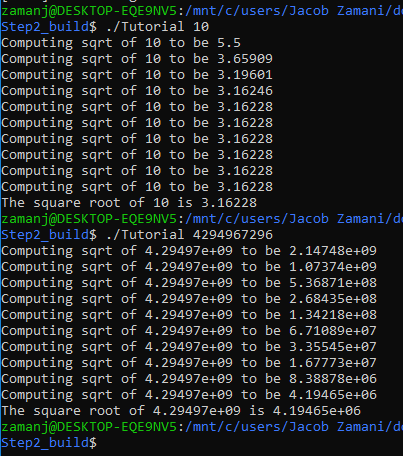 zamanj@DESKTOP-EQE9NV5:/mnt/c/users/Jacob Zamani/de
Step2_build$ ./Tutorial 10
Computing sqrt of 10 to be 5.5
Computing sqrt of 10 to be 3.65909
Computing sqrt of 10 to be 3.19601
Computing sqrt of 10 to be 3.16246
Computing sqrt of 10 to be 3.16228
Computing sqrt of 10 to be 3.16228
Computing sqrt of 10 to be 3.16228
Computing sqrt of 10 to be 3.16228
Computing sqrt of 10 to be 3.16228
Computing sqrt of 10 to be 3.16228
The square root of 10 is 3.16228
zamanj@DESKTOP-EQE9NV5:/mnt/c/users/Jacob Zamani/de
Step2_build$ ./Tutorial 4294967296
Computing sqrt of 4.29497e+09 to be 2.14748e+09
Computing sqrt of 4.29497e+09 to be 1.07374e+09
Computing sqrt of 4.29497e+09 to be 5.36871e+08
Computing sqrt of 4.29497e+09 to be 2.68435e+08
Computing sqrt of 4.29497e+09 to be 1.34218e+08
Computing sqrt of 4.29497e+09 to be 6.71089e+07
Computing sqrt of 4.29497e+09 to be 3.35545e+07
Computing sqrt of 4.29497e+09 to be 1.67773e+07
Computing sqrt of 4.29497e+09 to be 8.38878e+06
Computing sqrt of 4.29497e+09 to be 4.19465e+06
The square root of 4.29497e+09 is 4.19465e+06
zamanj@DESKTOP-EQE9NV5:/mnt/c/users/Jacob Zamani/de
Step2_build$